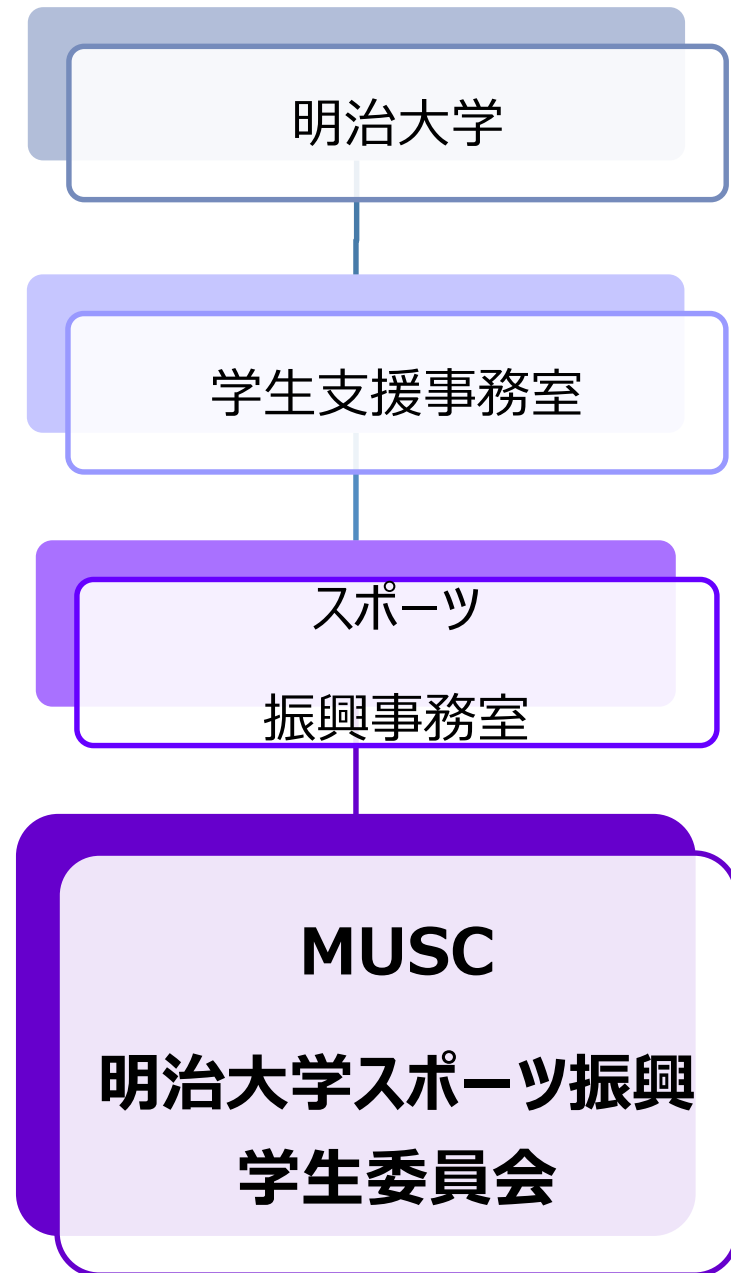 明治大学
学生支援事務室
スポーツ
振興事務室
MUSC
明治大学スポーツ振興
学生委員会